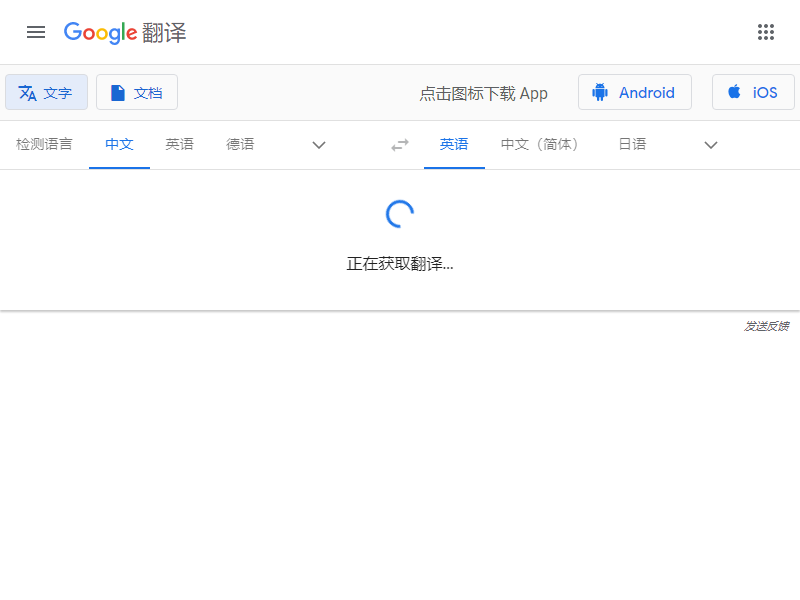 Google 翻译
文字 文档 点击图标下载 App Android iOS
检测语言 中文 英语 德语 英语 中文（简体） 日语
正在获取翻译...
发送反馈